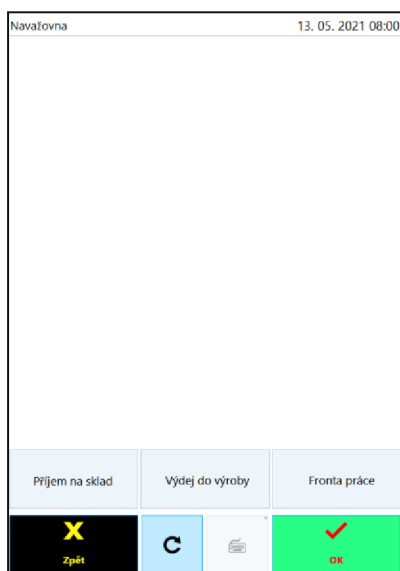 Navažovna 13. 05. 2021 08:00
Příjem na sklad Výdej do výroby Fronta práce
Zpět OK